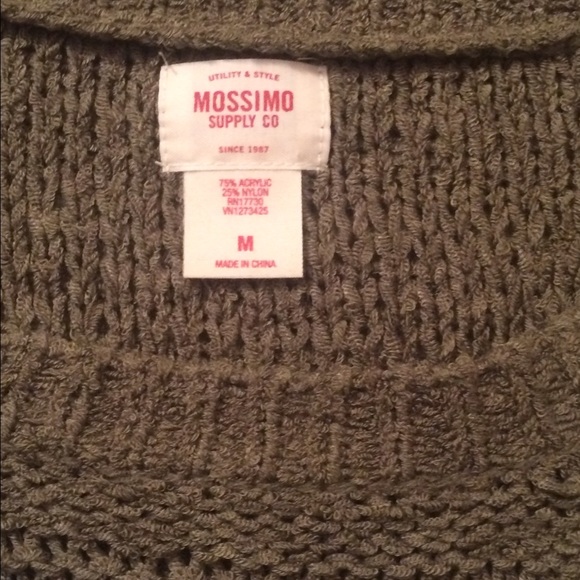 UTILITY & STYLE
MOSSIMO
SUPPLY CO
SINCE 1987
75% ACRYLIC
25% NYLON
RN17730
VN1273425
M
MADE IN CHINA